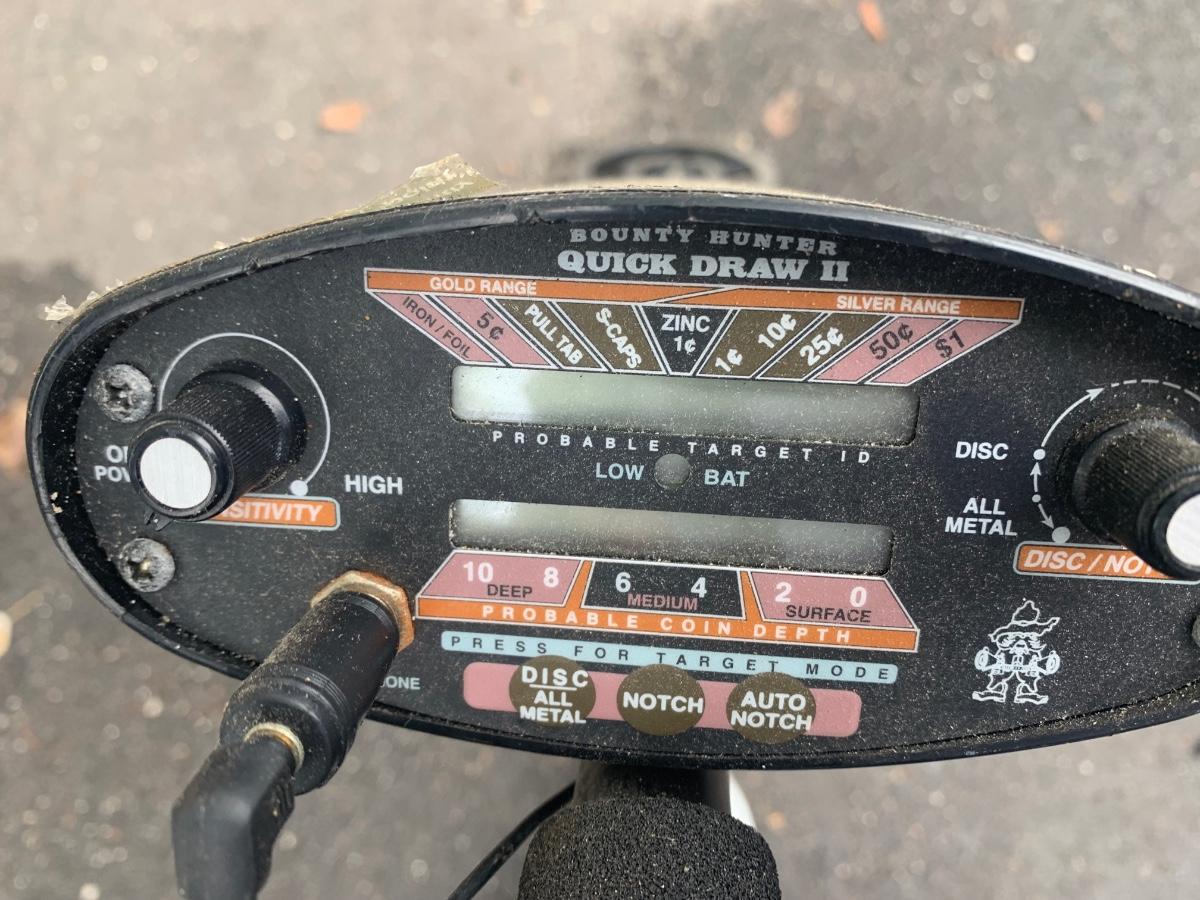 BOUNTY HUNTER
QUICK DRAW II
GOLD RANGE
SILVER RANGE
IRON / FOIL
5¢
PULL TAB
S-CAPS
ZINC
1¢
1¢ 10¢
25¢
50¢
$1
PROBABLE TARGET ID
LOW BAT
HIGH
DISC
ALL
METAL
10 8
DEEP
6 4
MEDIUM
2 0
SURFACE
PROBABLE COIN DEPTH
PRESS FOR TARGET MODE
DISC
ALL
METAL
NOTCH
AUTO
NOTCH
DISC /